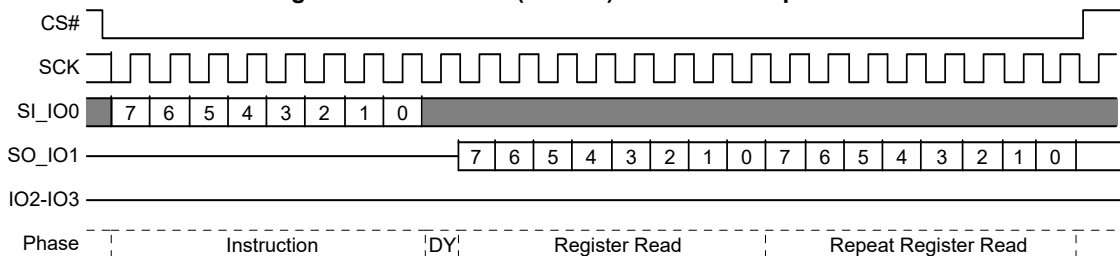 CS#
SCK
SI_IO0 7 6 5 4 3 2 1 0
SO_IO1 7 6 5 4 3 2 1 0 7 6 5 4 3 2 1 0
IO2-IO3
Phase Instruction DY Register Read Repeat Register Read